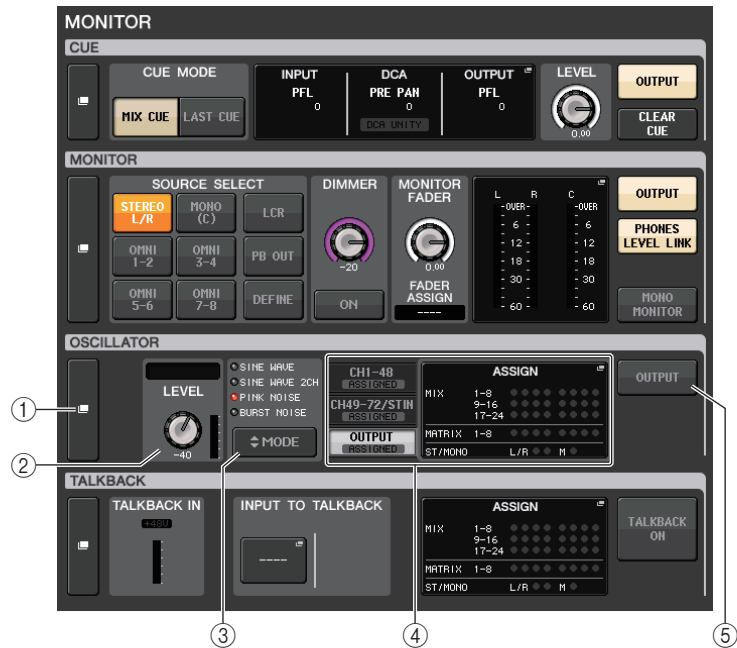 MONITOR
CUE
CUE MODE
MIX CUE
LAST CUE
INPUT
PFL
0
DCA
PRE PAN
0
DCA UNITY
OUTPUT
PFL
0
LEVEL
0.00
OUTPUT
CLEAR
CUE
MONITOR
SOURCE SELECT
STEREO
L/R
MONO
(C)
LCR
OMNI
1-2
OMNI
3-4
PB OUT
OMNI
5-6
OMNI
7-8
DEFINE
DIMMER
-20
ON
MONITOR
FADER
0.00
FADER
ASSIGN
----
L R C
-OVER- -OVER-
- 6 - - 6
- 12 - - 12
- 18 - - 18
- 30 - - 30
- 60 - - 60
OUTPUT
PHONES
LEVEL LINK
MONO
MONITOR
OSCILLATOR
LEVEL
-40
SINE WAVE
SINE WAVE 2CH
PINK NOISE
BURST NOISE
MODE
CH1-48
ASSIGNED
CH49-72/STIN
ASSIGNED
OUTPUT
ASSIGNED
ASSIGN
MIX 1-8
9-16
17-24
MATRIX 1-8
ST/MONO L/R M
OUTPUT
TALKBACK
TALKBACK IN
+48V
INPUT TO TALKBACK
----
ASSIGN
MIX 1-8
9-16
17-24
MATRIX 1-8
ST/MONO L/R M
TALKBACK
ON
①
②
③
④
⑤